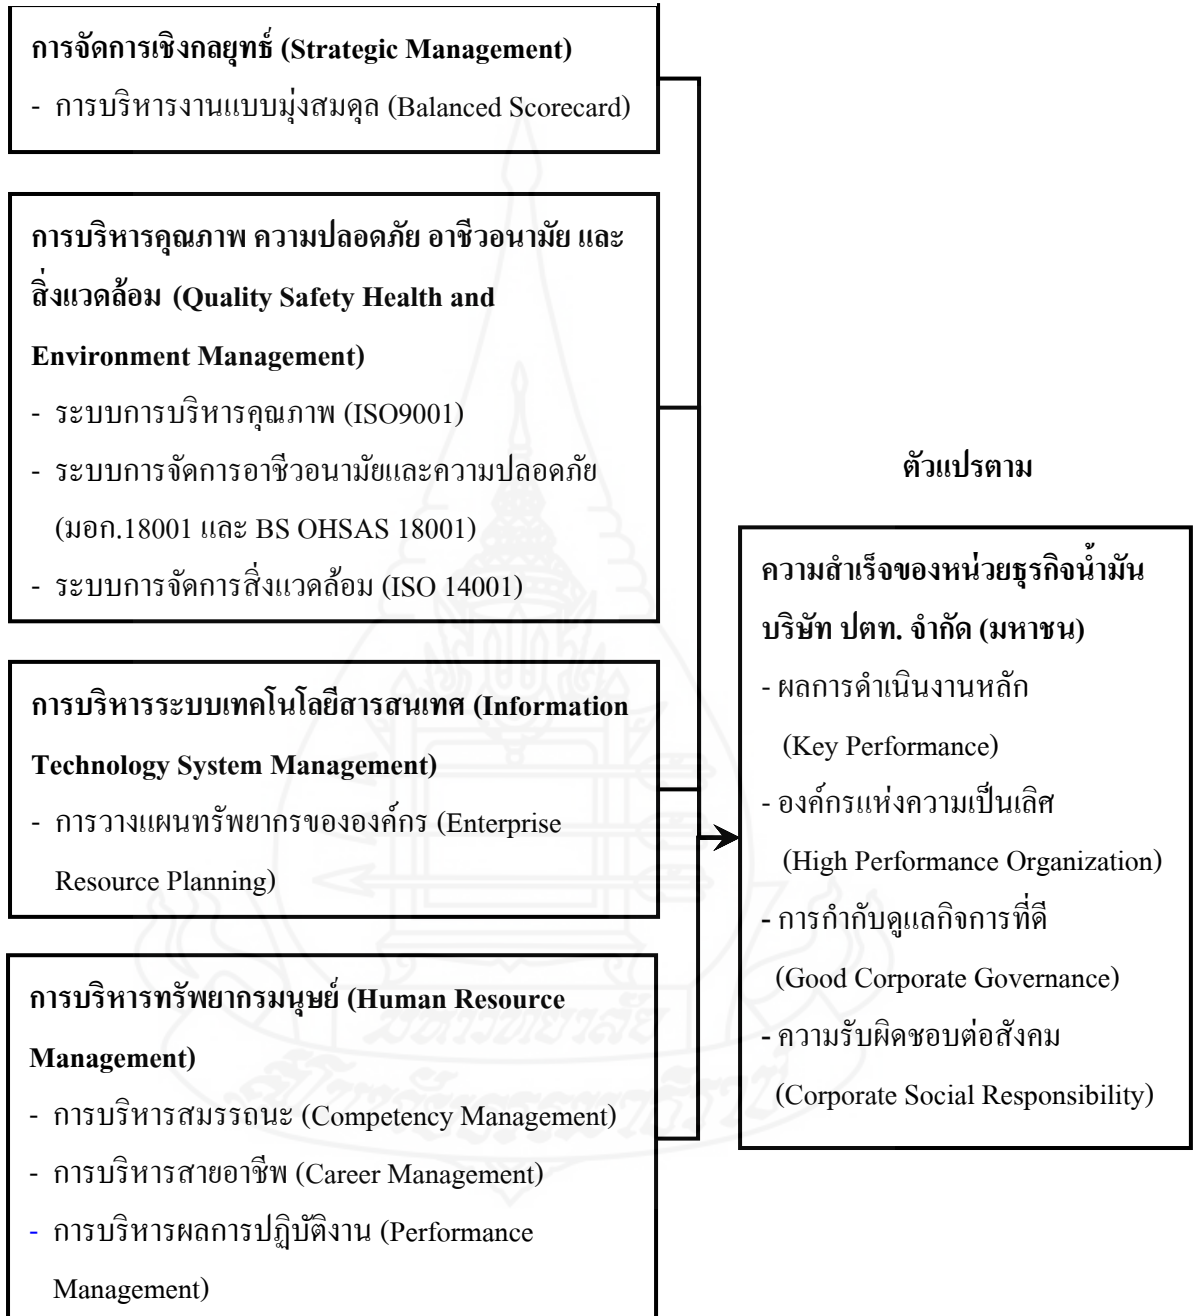 การจัดการเชิงกลยุทธ์ (Strategic Management)
- การบริหารงานแบบมุ่งสมดุล (Balanced Scorecard)
การบริหารคุณภาพ ความปลอดภัย อาชีวอนามัย และ
สิ่งแวดล้อม (Quality Safety Health and
Environment Management)
- ระบบการบริหารคุณภาพ (ISO9001)
- ระบบการจัดการอาชีวอนามัยและความปลอดภัย
(มอก.18001 และ BS OHSAS 18001)
- ระบบการจัดการสิ่งแวดล้อม (ISO 14001)
การบริหารระบบเทคโนโลยีสารสนเทศ (Information
Technology System Management)
- การวางแผนทรัพยากรขององค์กร (Enterprise
Resource Planning)
การบริหารทรัพยากรมนุษย์ (Human Resource
Management)
- การบริหารสมรรถนะ (Competency Management)
- การบริหารสายอาชีพ (Career Management)
- การบริหารผลการปฏิบัติงาน (Performance
Management)
ตัวแปรตาม
ความสำเร็จของหน่วยธุรกิจน้ำมัน
บริษัท ปตท. จำกัด (มหาชน)
- ผลการดำเนินงานหลัก
(Key Performance)
- องค์กรแห่งความเป็นเลิศ
(High Performance Organization)
- การกำกับดูแลกิจการที่ดี
(Good Corporate Governance)
- ความรับผิดชอบต่อสังคม
(Corporate Social Responsibility)
มหาวิทยาลัย
สุโขทัยธรรมาธิราช